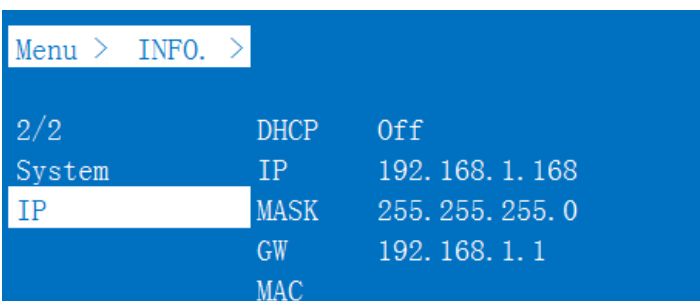 Menu > INFO. >
2/2 DHCP Off
System IP 192.168.1.168
IP MASK 255.255.255.0
GW 192.168.1.1
MAC